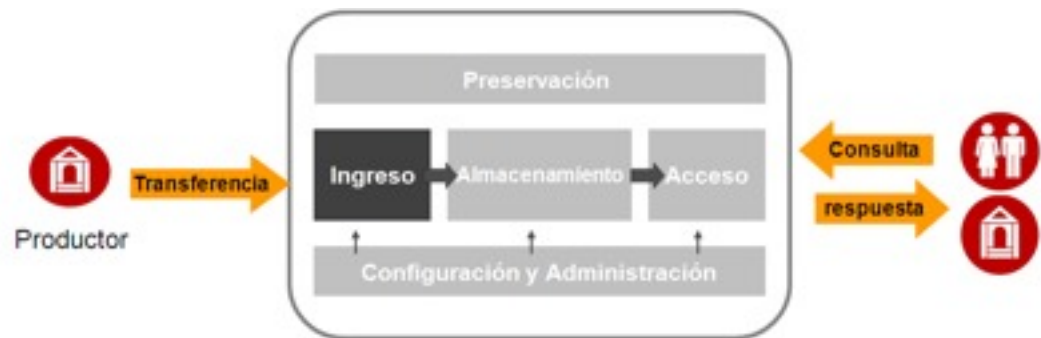 Preservación
Productor
Transferencia
Ingreso
Almacenamiento
Acceso
Consulta
respuesta
Configuración y Administración